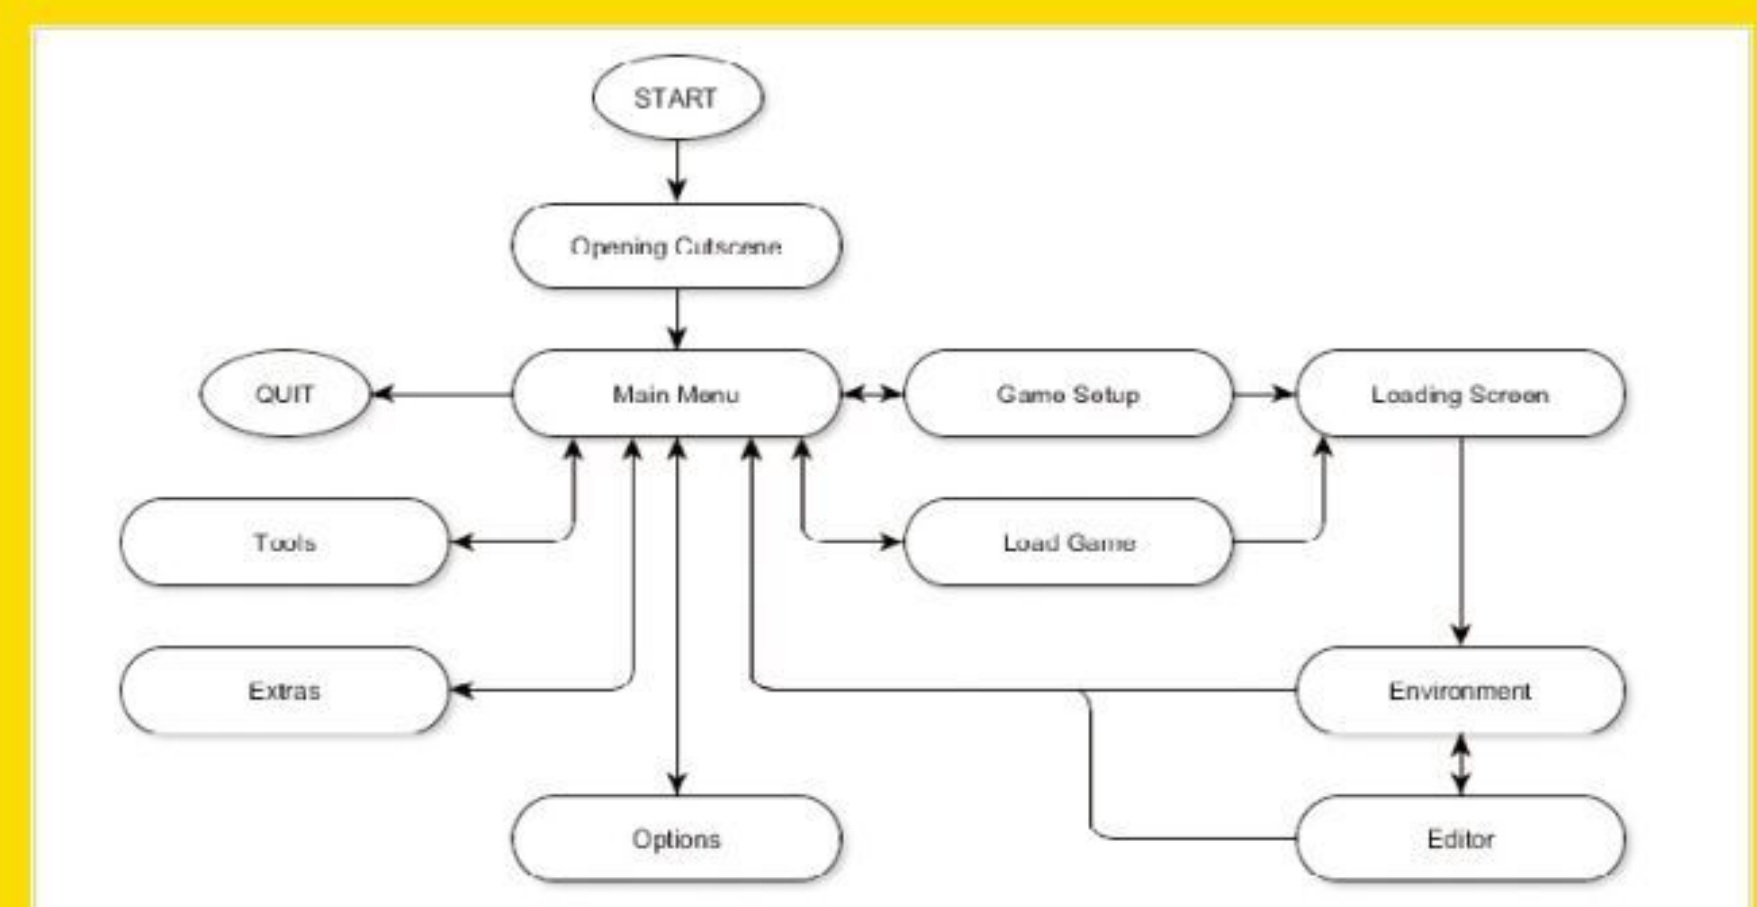 START
Opening Cutscene
QUIT
Main Menu
Game Setup
Loading Screen
Tools
Load Game
Extras
Environment
Options
Editor